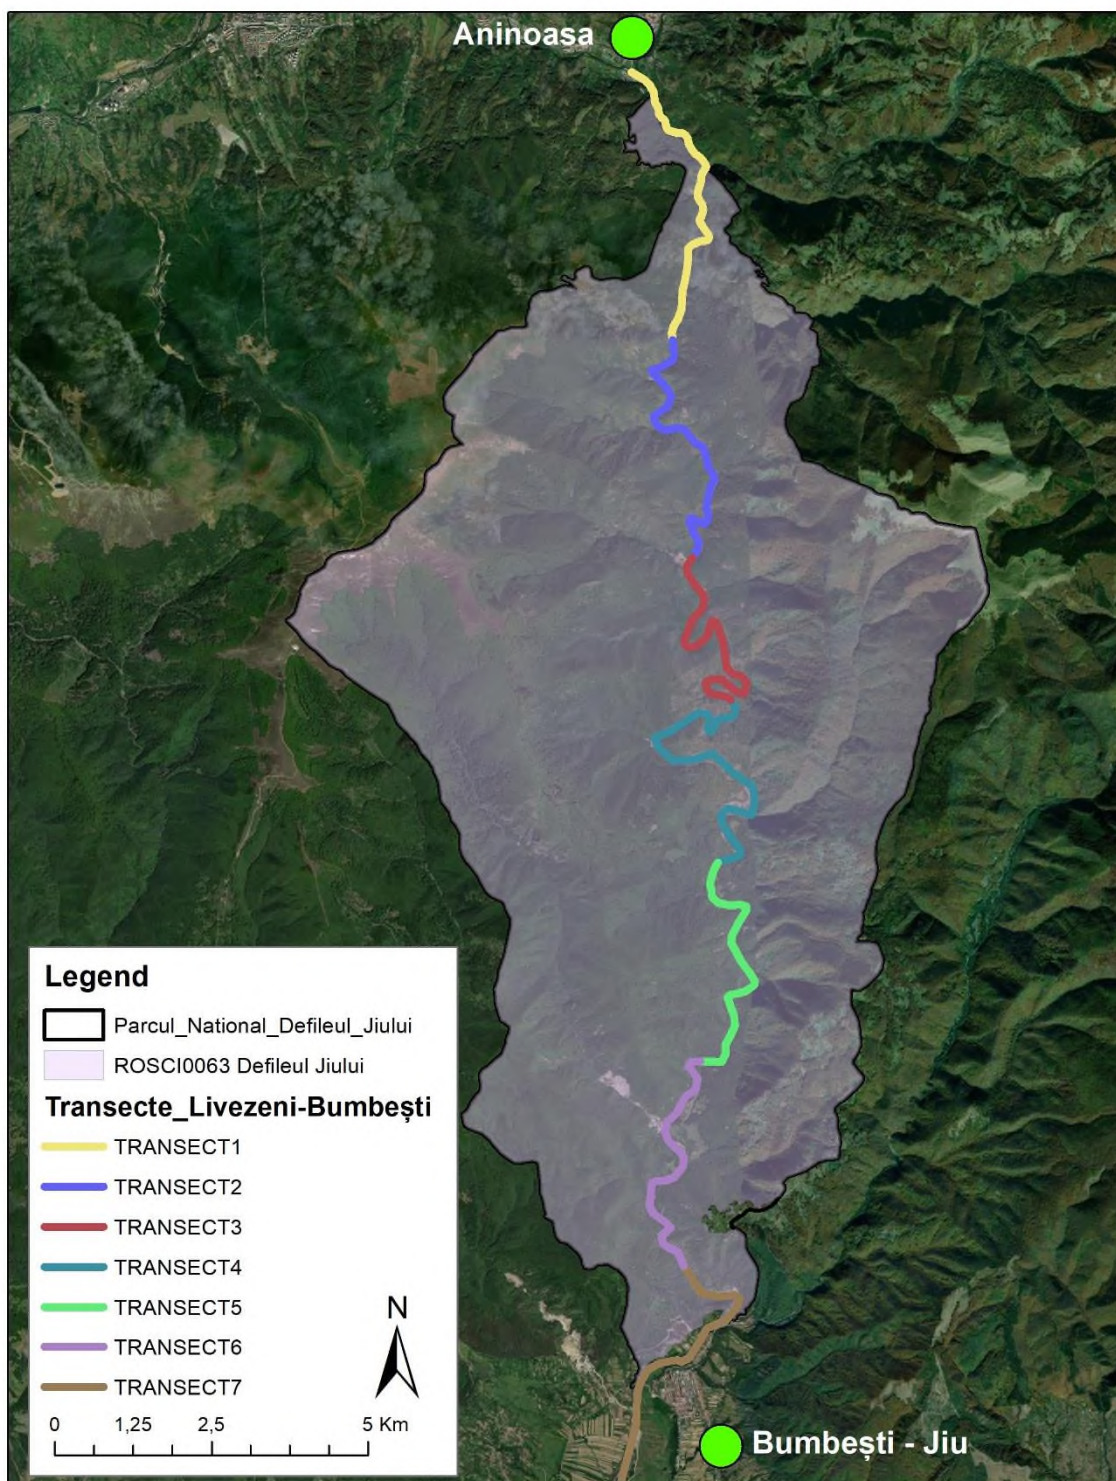 Aninoasa
Legend
Parcul_National_Defileul_Jiului
ROSCI0063 Defileul Jiului
Transecte_Livezeni-Bumbești
TRANSECT1
TRANSECT2
TRANSECT3
TRANSECT4
TRANSECT5
TRANSECT6
TRANSECT7
N
0 1,25 2,5 5 Km
Bumbești - Jiu